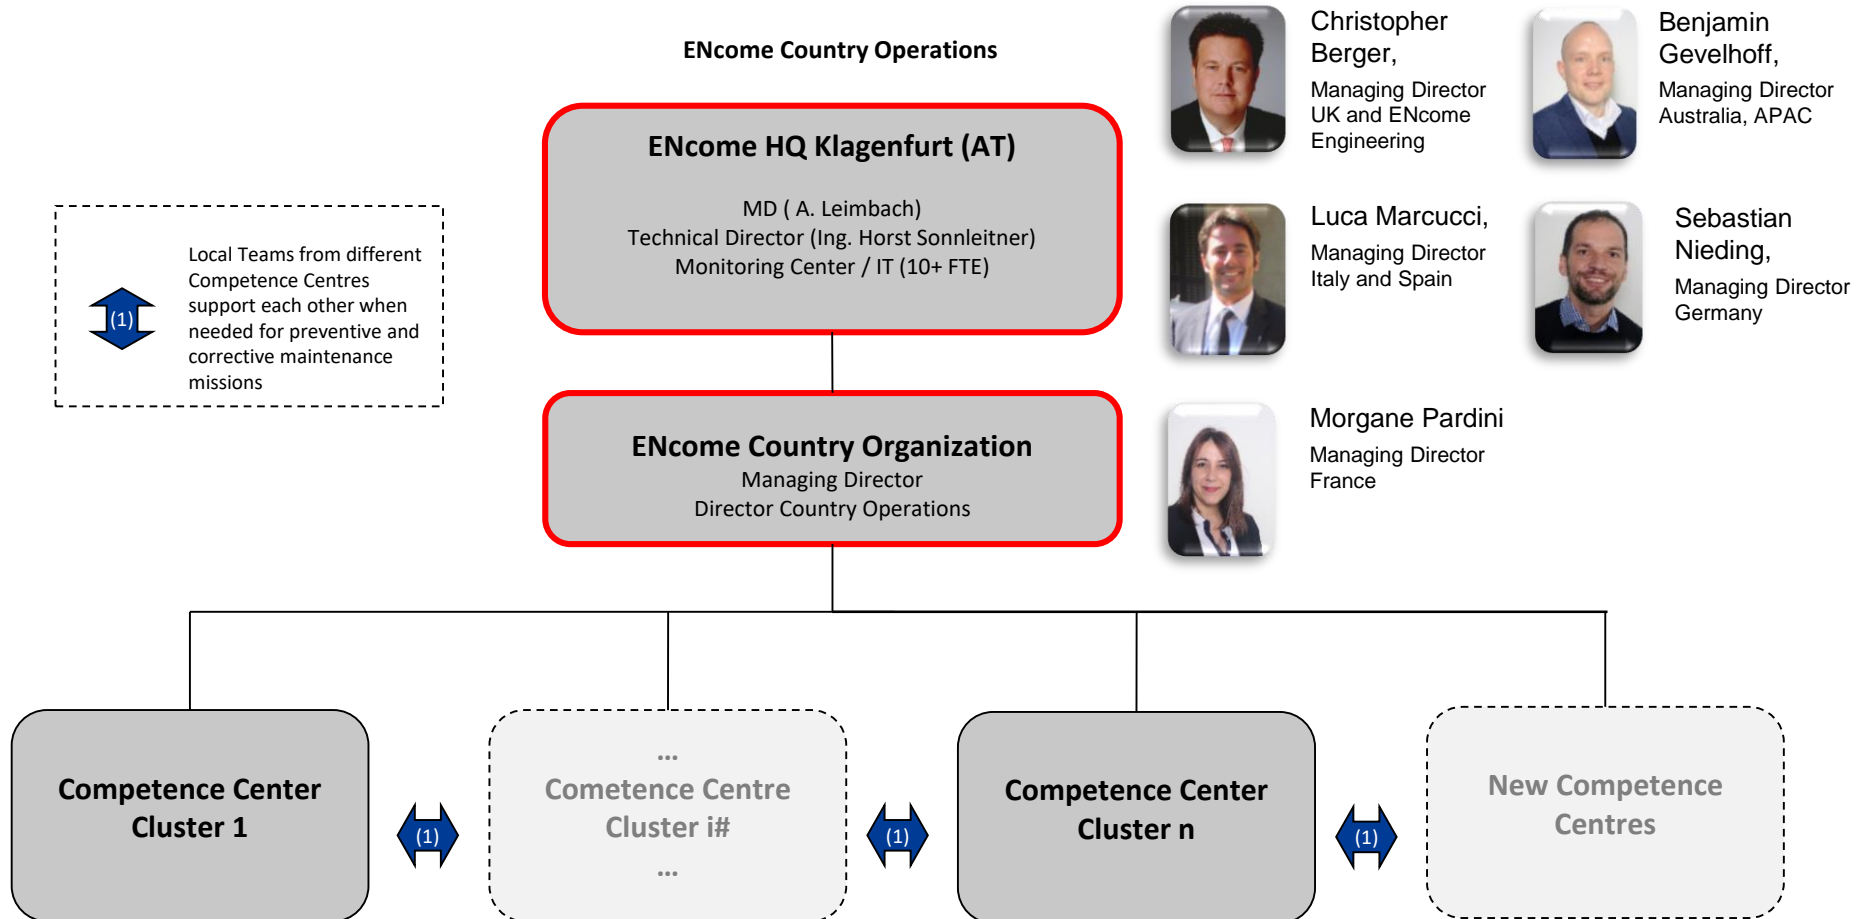 ENcome Country Operations
ENcome HQ Klagenfurt (AT)
MD ( A. Leimbach)
Technical Director (Ing. Horst Sonnleitner)
Monitoring Center / IT (10+ FTE)
Christopher
Berger,
Managing Director
UK and ENcome
Engineering
Benjamin
Gevelhoff,
Managing Director
Australia, APAC
Luca Marcucci,
Managing Director
Italy and Spain
Sebastian
Nieding,
Managing Director
Germany
Morgane Pardini
Managing Director
France
(1)
Local Teams from different
Competence Centres
support each other when
needed for preventive and
corrective maintenance
missions
ENcome Country Organization
Managing Director
Director Country Operations
Competence Center
Cluster 1
(1)
...
Cometence Centre
Cluster i#
...
(1)
Competence Center
Cluster n
(1)
New Competence
Centres